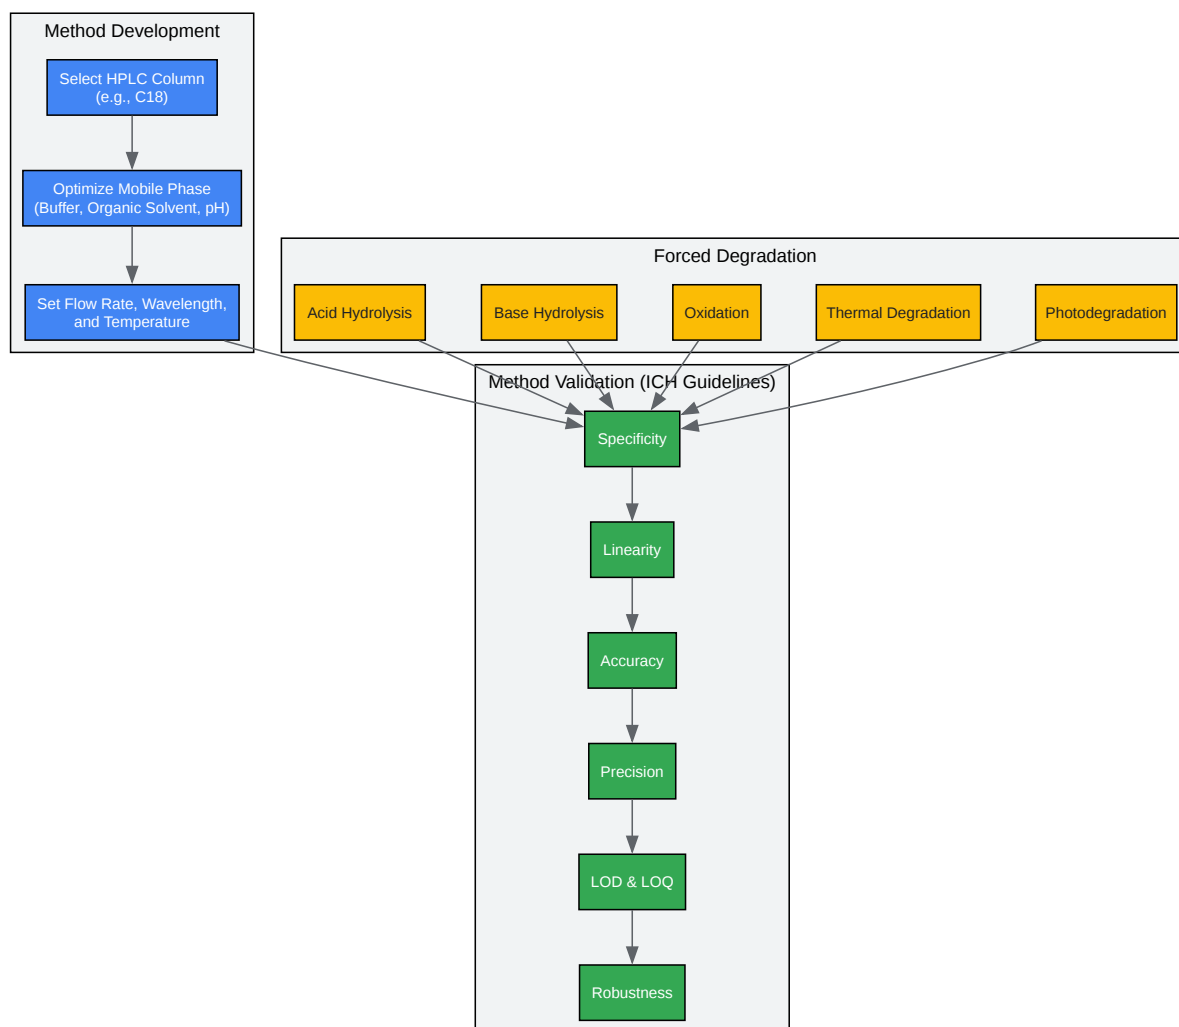 Method Development
Select HPLC Column
(e.g., C18)
Optimize Mobile Phase
(Buffer, Organic Solvent, pH)
Set Flow Rate, Wavelength,
and Temperature
Forced Degradation
Acid Hydrolysis
Base Hydrolysis
Oxidation
Thermal Degradation
Photodegradation
Method Validation (ICH Guidelines)
Specificity
Linearity
Accuracy
Precision
LOD & LOQ
Robustness